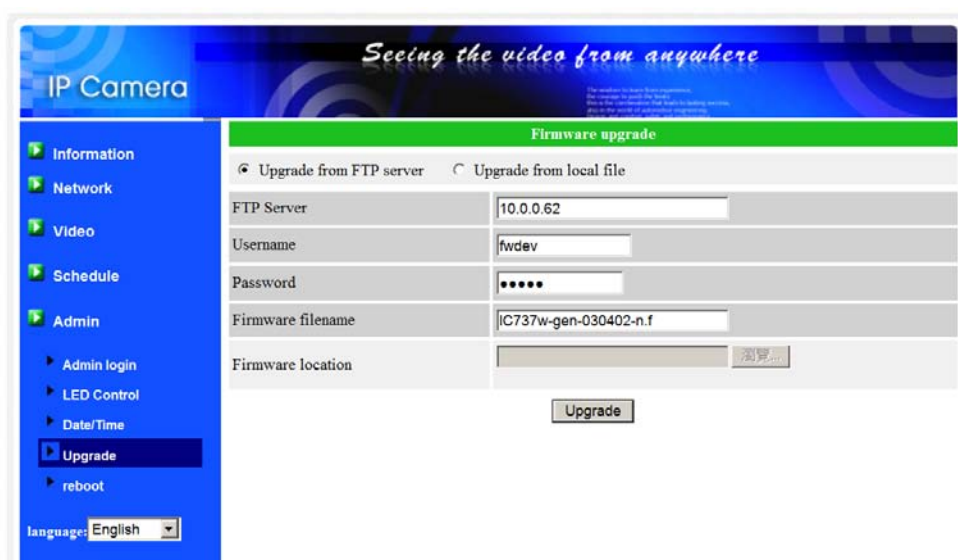 Seeing the video from anywhere
IP Camera
Firmware upgrade
Information
Network
Video
Schedule
Admin
Admin login
LED Control
Date/Time
Upgrade
reboot
language: English
Upgrade from FTP server Upgrade from local file
FTP Server 10.0.0.62
Username fwdev
Password •••••
Firmware filename IC737w-gen-030402-n.f
Firmware location 瀏覽...
Upgrade